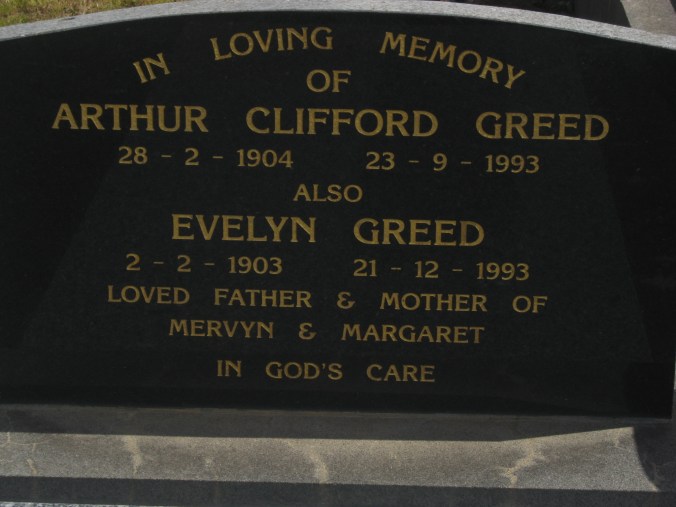 IN LOVING MEMORY
OF
ARTHUR CLIFFORD GREED
28 - 2 - 1904 23 - 9 - 1993
ALSO
EVELYN GREED
2 - 2 - 1903 21 - 12 - 1993
LOVED FATHER & MOTHER OF
MERVYN & MARGARET
IN GOD'S CARE